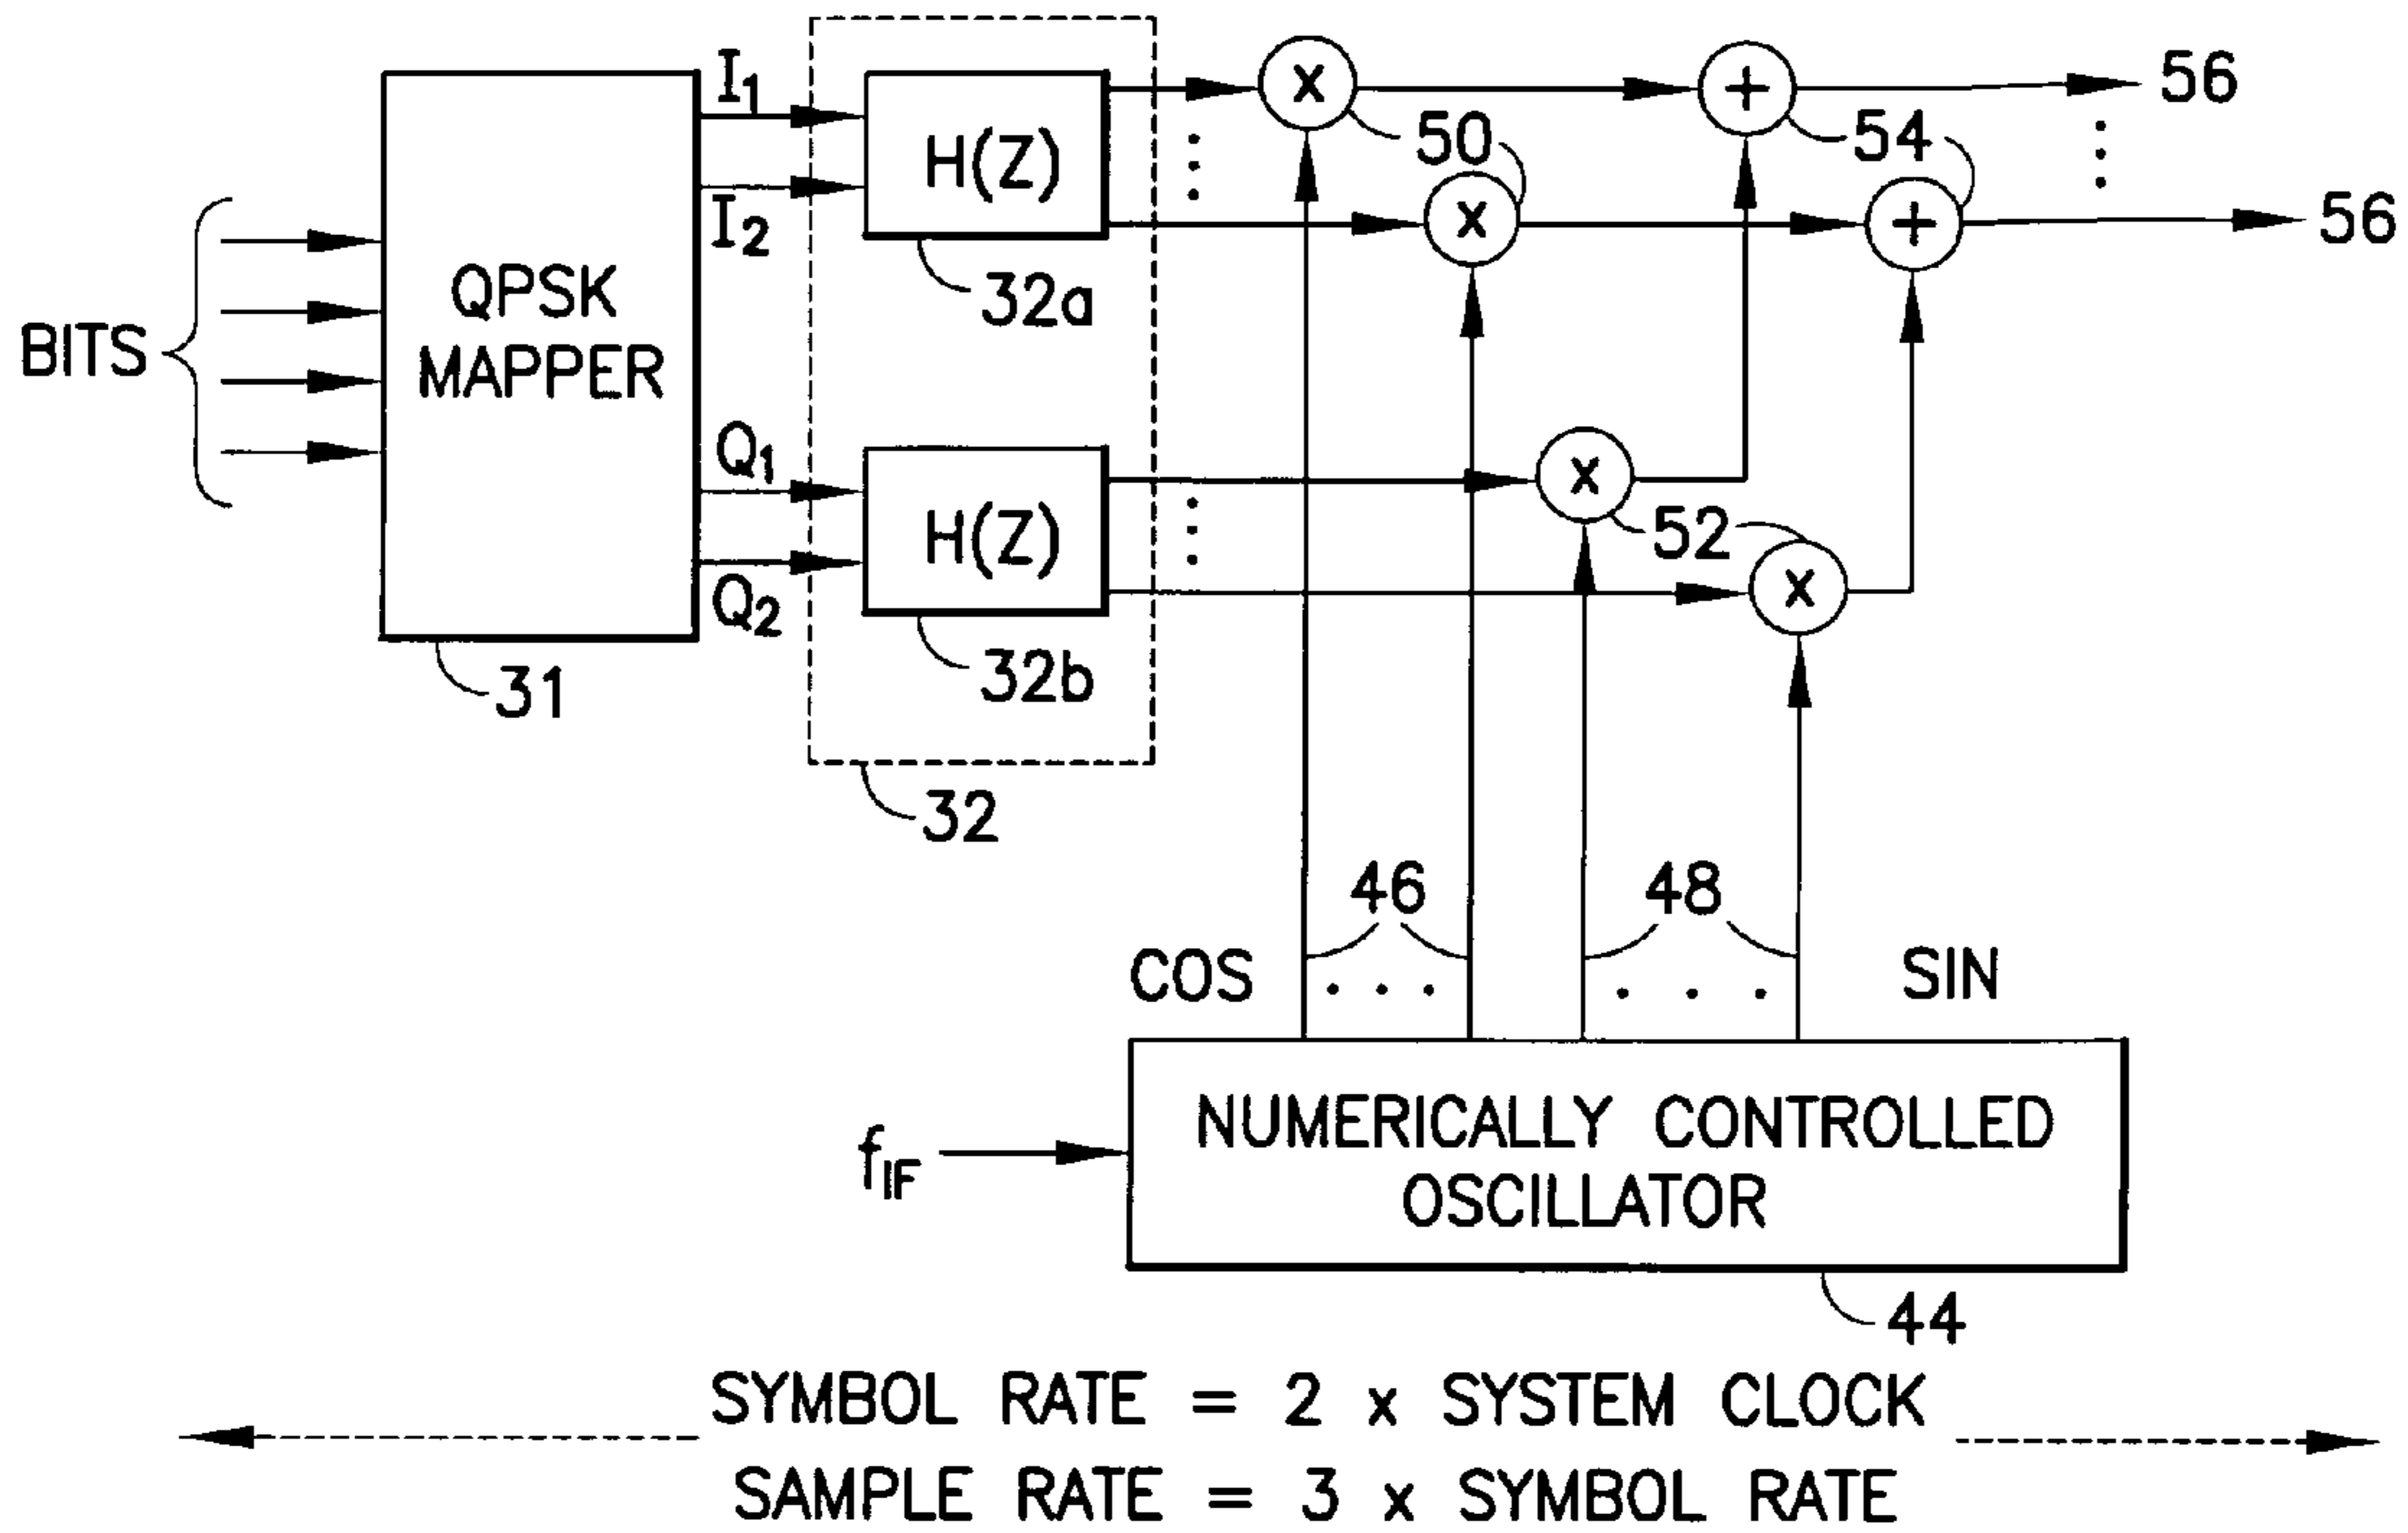 BITS
QPSK
MAPPER
31
I1
I2
Q1
Q2
H(Z)
32a
H(Z)
32b
32
X
X
50
+
+
54
56
56
X
X
52
46
48
COS
SIN
fIF
NUMERICALLY CONTROLLED
OSCILLATOR
44
SYMBOL RATE = 2 x SYSTEM CLOCK
SAMPLE RATE = 3 x SYMBOL RATE